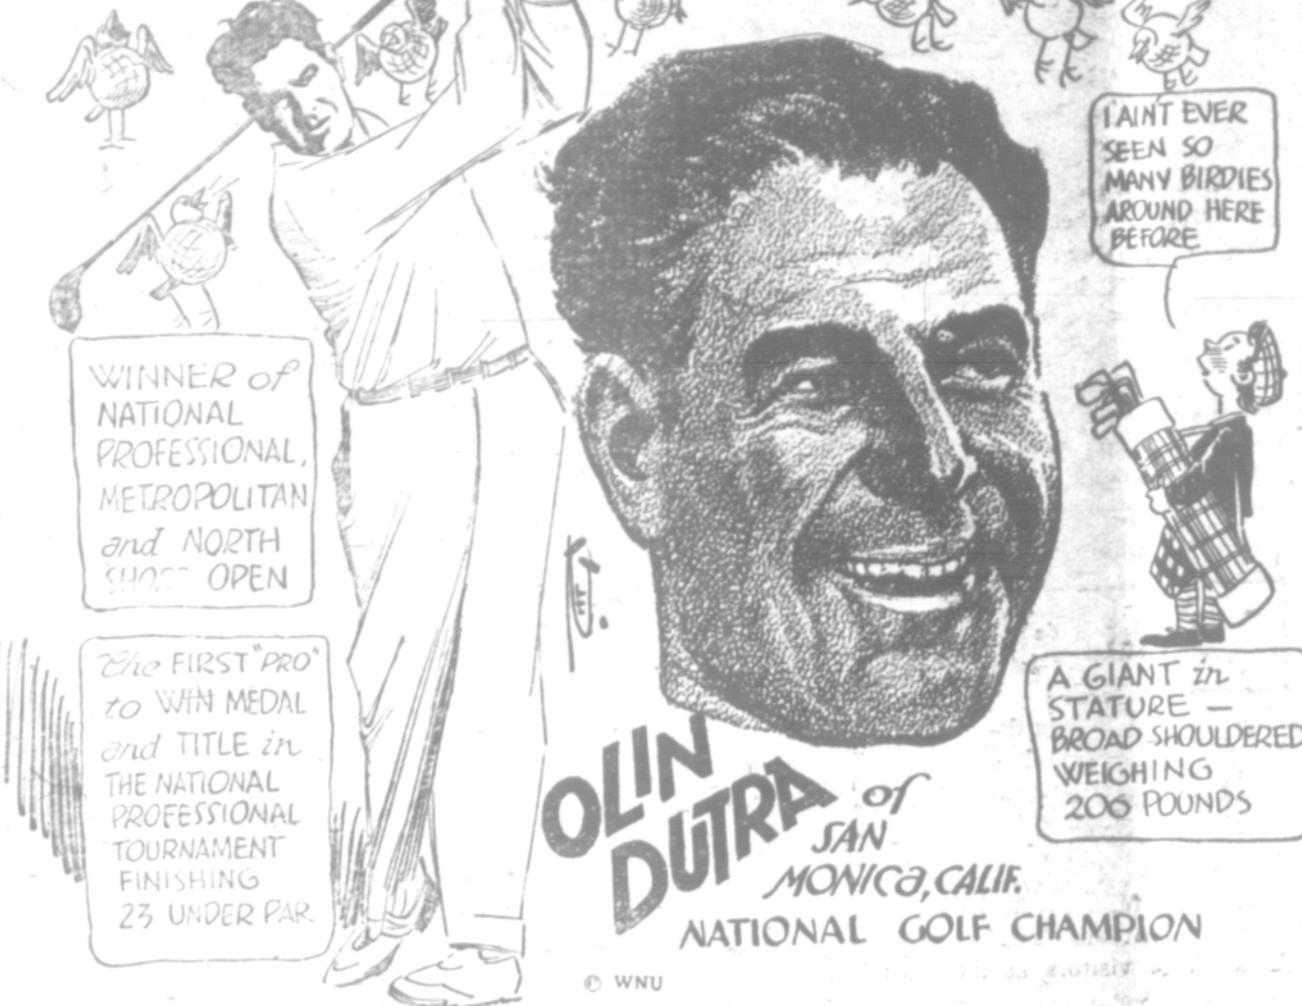 I AIN'T EVER
SEEN SO
MANY BIRDIES
AROUND HERE
BEFORE
WINNER of
NATIONAL
PROFESSIONAL,
METROPOLITAN
and NORTH
OPEN
The FIRST "PRO"
to WIN MEDAL
and TITLE in
THE NATIONAL
PROFESSIONAL
TOURNAMENT
FINISHING
23 UNDER PAR.
A GIANT in
STATURE —
BROAD SHOULDERED
WEIGHING
206 POUNDS
OLIN
DUTRA of
SAN
MONICA, CALIF.
NATIONAL GOLF CHAMPION
© WNU